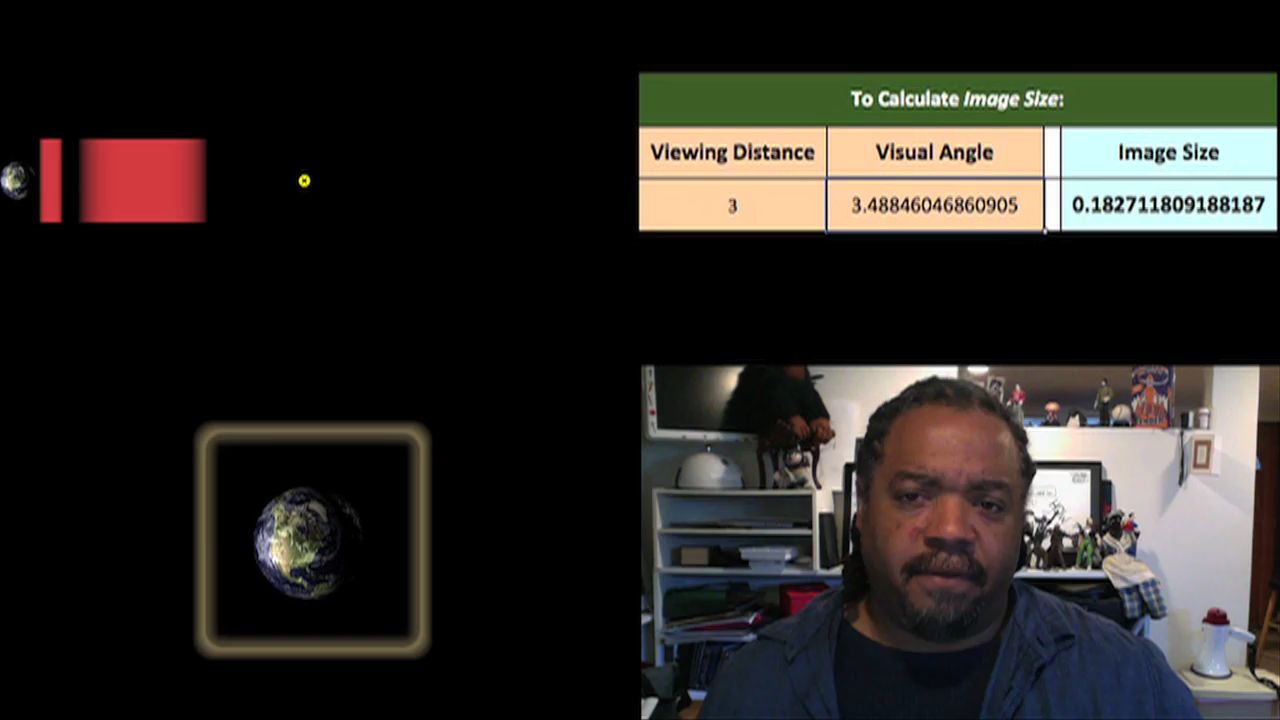 To Calculate Image Size:
Viewing Distance Visual Angle Image Size
3 3.48846046860905 0.182711809188187